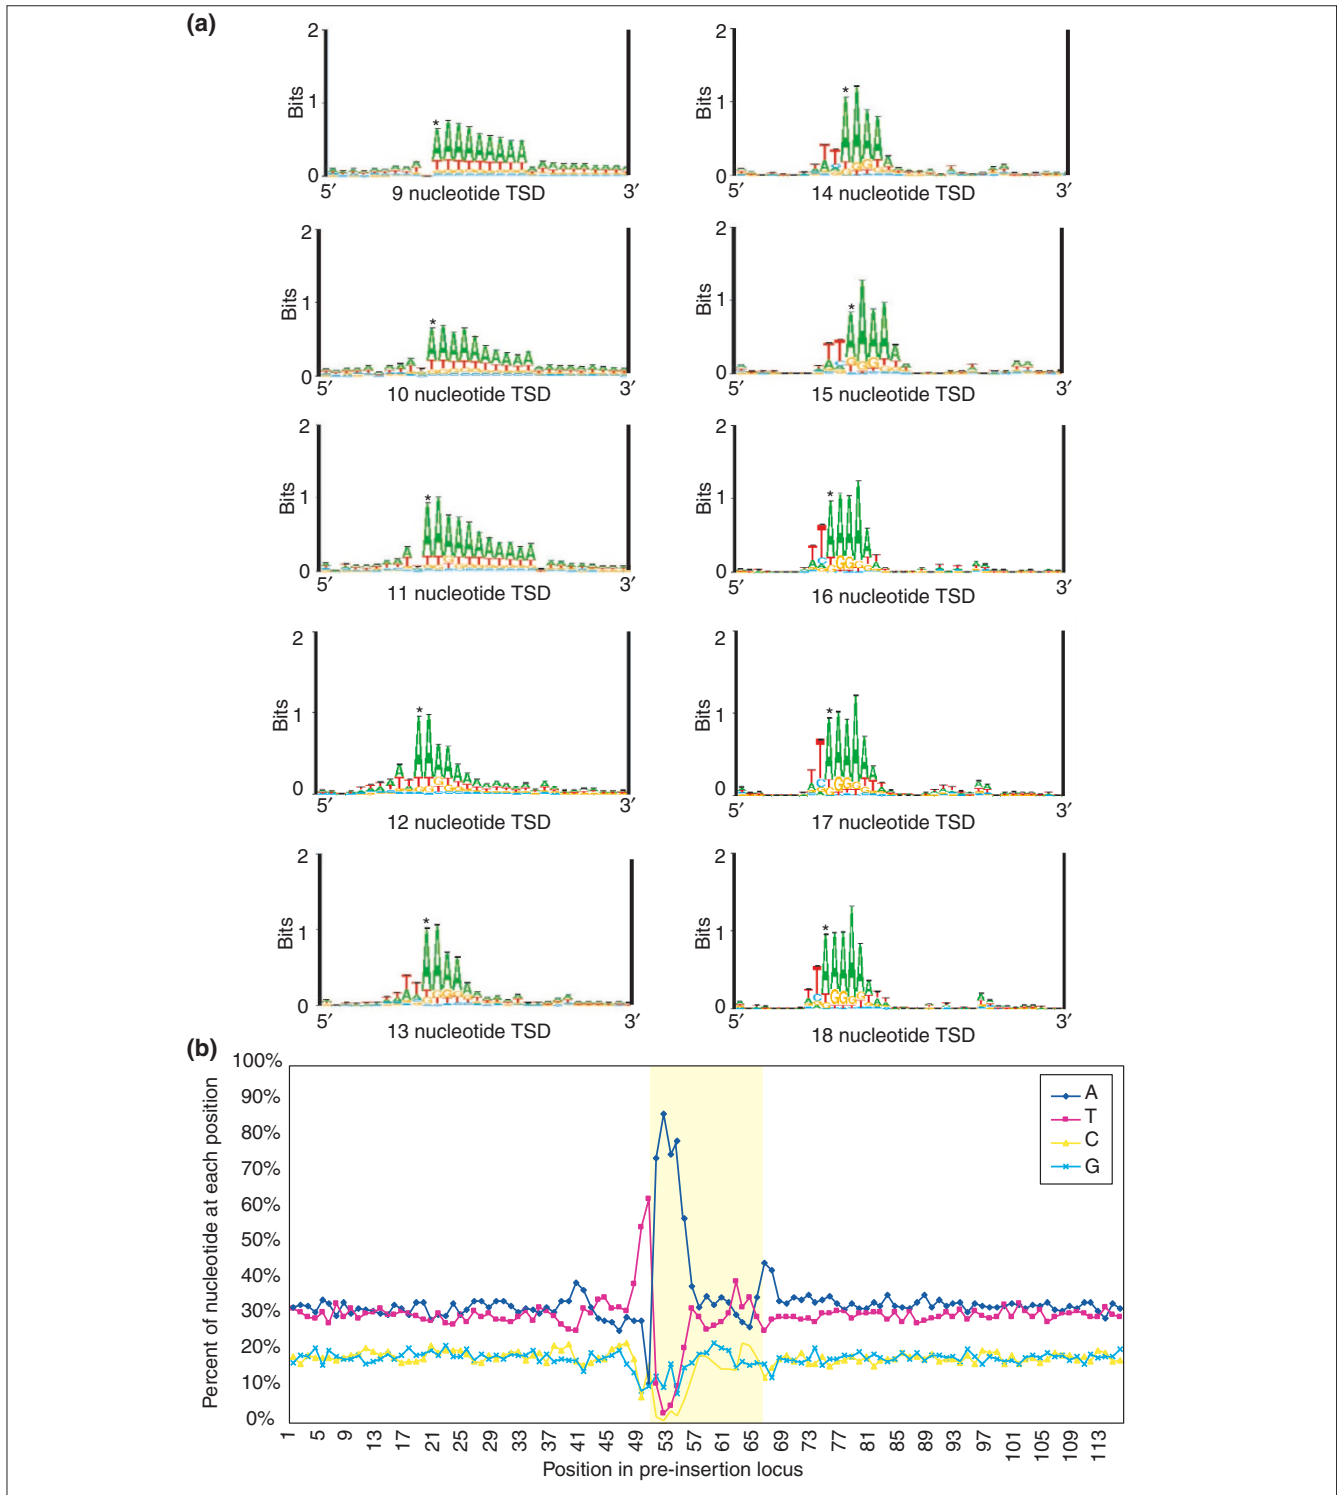 (a)
2
Bits
1
*
0
5′
3′
9 nucleotide TSD
2
Bits
1
*
0
5′
3′
14 nucleotide TSD
2
Bits
1
*
0
5′
3′
10 nucleotide TSD
2
Bits
1
*
0
5′
3′
15 nucleotide TSD
2
Bits
1
*
0
5′
3′
11 nucleotide TSD
2
Bits
1
*
0
5′
3′
16 nucleotide TSD
2
Bits
1
*
0
5′
3′
12 nucleotide TSD
2
Bits
1
*
0
5′
3′
17 nucleotide TSD
2
Bits
1
*
0
5′
3′
13 nucleotide TSD
2
Bits
1
*
0
5′
3′
18 nucleotide TSD
(b)
Percent of nucleotide at each position
100%
90%
80%
70%
60%
50%
40%
30%
20%
10%
0%
A
T
C
G
1 5 9 13 17 21 25 29 33 37 41 45 49 53 57 61 65 69 73 77 81 85 89 93 97 101 105 109 113
Position in pre-insertion locus